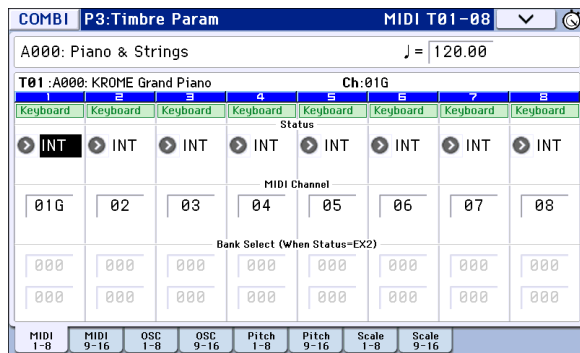 COMBI P3:Timbre Param MIDI T01-08
A000: Piano & Strings ♩= 120.00
T01 :A000: KROME Grand Piano Ch:01G
1 2 3 4 5 6 7 8
Keyboard Keyboard Keyboard Keyboard Keyboard Keyboard Keyboard Keyboard
Status
INT INT INT INT INT INT INT INT
MIDI Channel
01G 02 03 04 05 06 07 08
Bank Select (When Status=EX2)
000 000 000 000 000 000 000 000
000 000 000 000 000 000 000 000
MIDI 1-8 MIDI 9-16 OSC 1-8 OSC 9-16 Pitch 1-8 Pitch 9-16 Scale 1-8 Scale 9-16